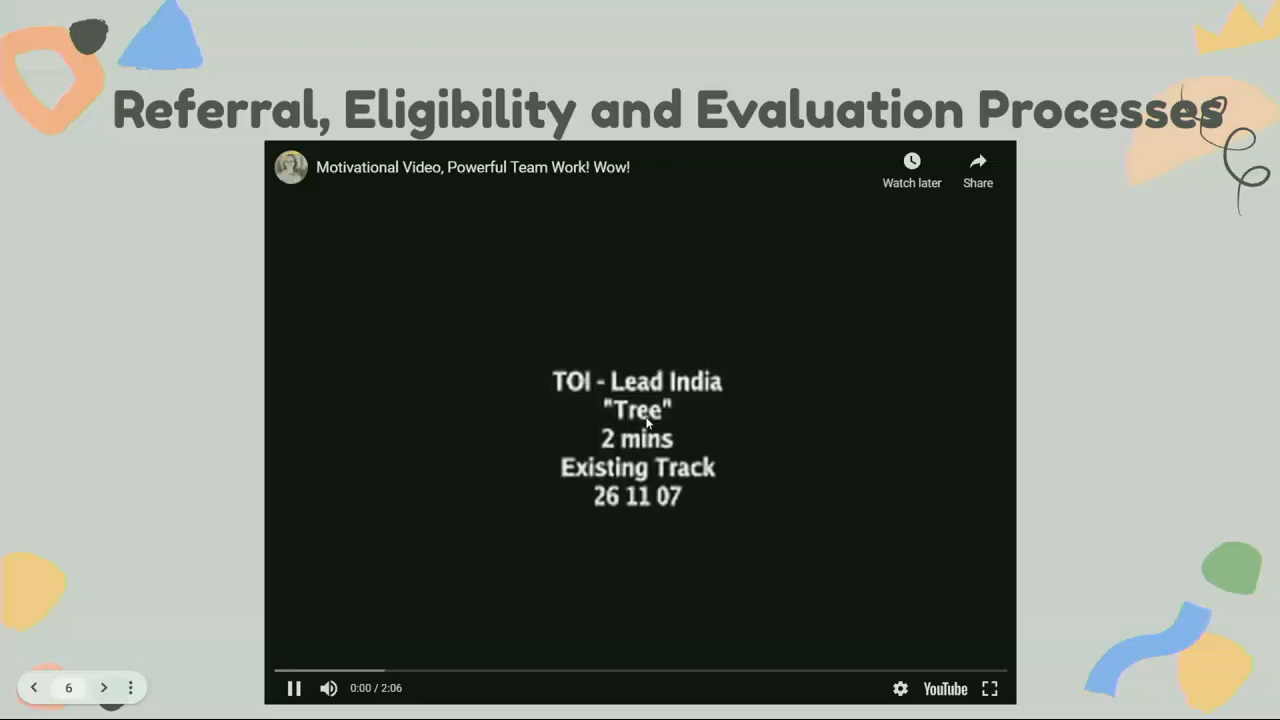 Referral, Eligibility and Evaluation Processes
Motivational Video, Powerful Team Work! Wow!
Watch later
Share
TOI - Lead India
"Tree"
2 mins
Existing Track
26 11 07
0:00 / 2:06
YouTube
6